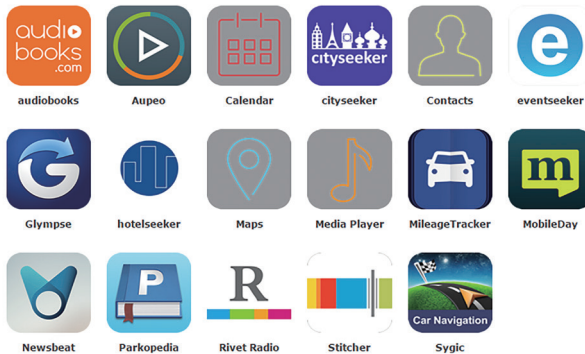 audio
books
.com
cityseeker
e
audiobooks
Aupeo
Calendar
cityseeker
Contacts
eventseeker
G
m
Glympse
hotelseeker
Maps
Media Player
MileageTracker
MobileDay
P
R
Car Navigation
Newsbeat
Parkopedia
Rivet Radio
Stitcher
Sygic